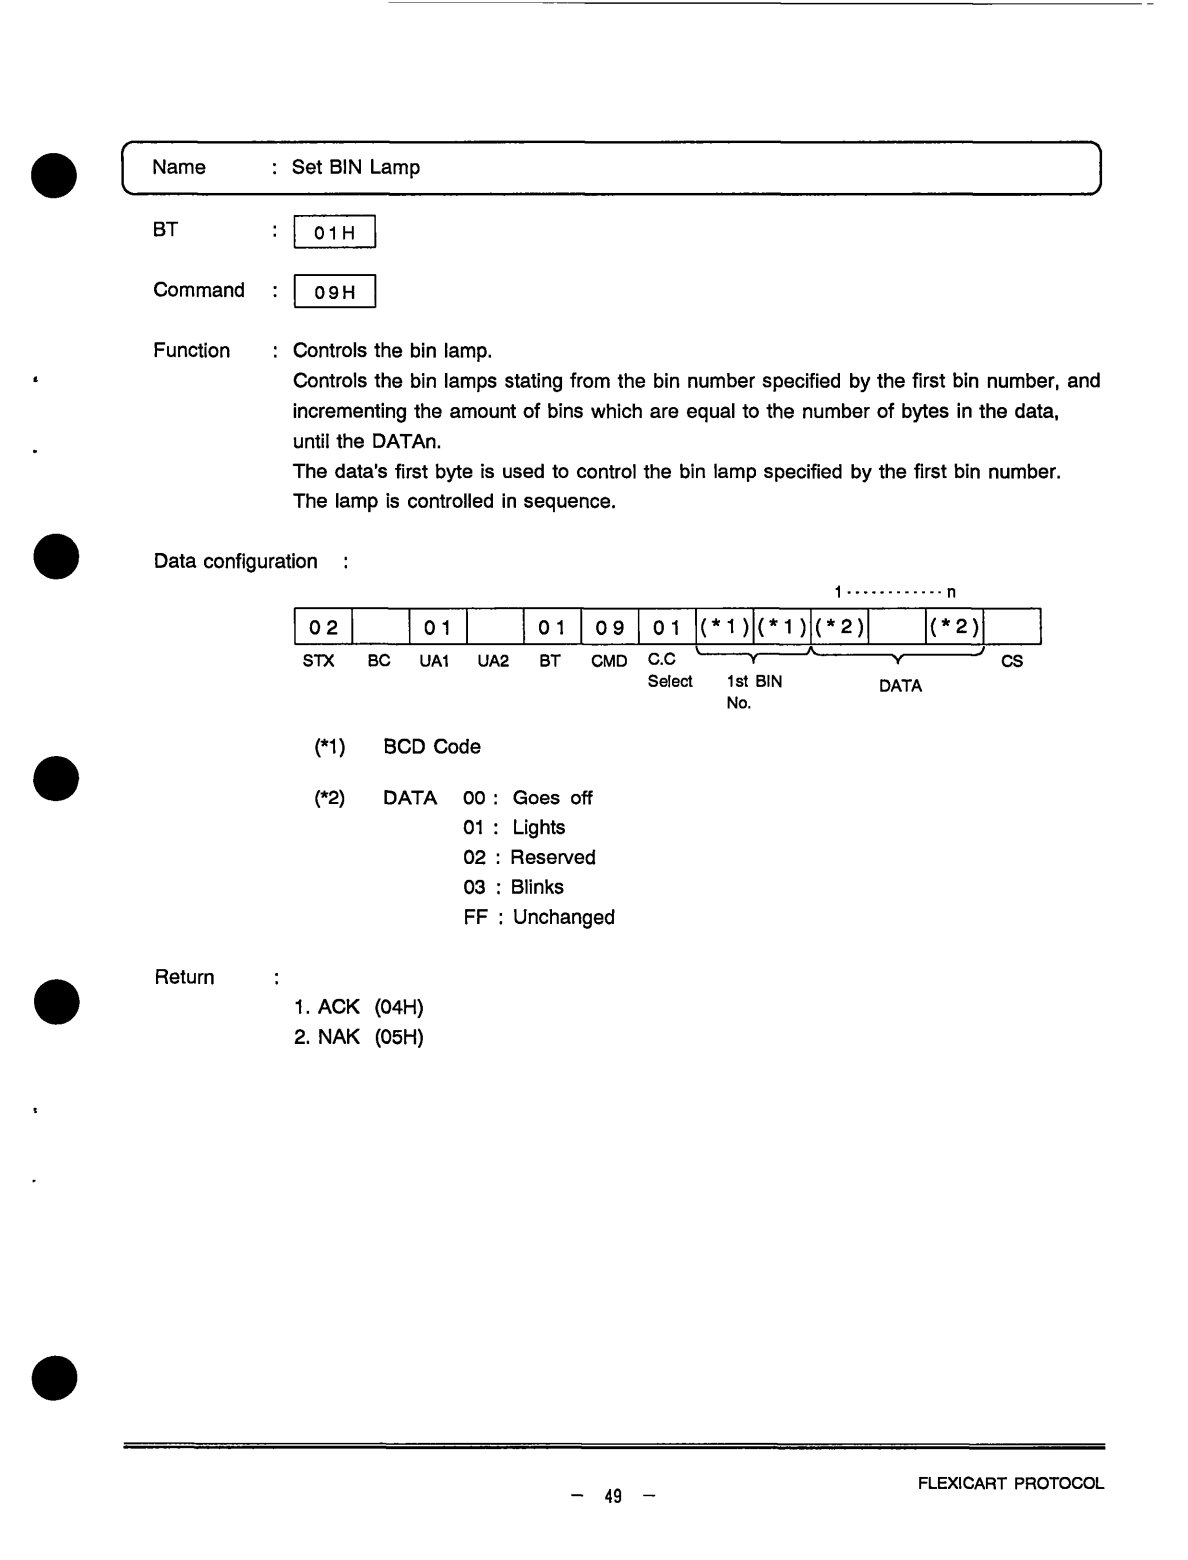 Name : Set BIN Lamp
BT : 01H
Command : 09H
Function : Controls the bin lamp.
Controls the bin lamps stating from the bin number specified by the first bin number, and
incrementing the amount of bins which are equal to the number of bytes in the data,
until the DATAn.
The data's first byte is used to control the bin lamp specified by the first bin number.
The lamp is controlled in sequence.
Data configuration :
1 ············ n
02 01 01 09 01 (*1) (*1) (*2) (*2)
STX BC UA1 UA2 BT CMD C.C CS
Select 1st BIN DATA
No.
(*1) BCD Code
(*2) DATA 00 : Goes off
01 : Lights
02 : Reserved
03 : Blinks
FF : Unchanged
Return :
1. ACK (04H)
2. NAK (05H)
FLEXICART PROTOCOL
– 49 –